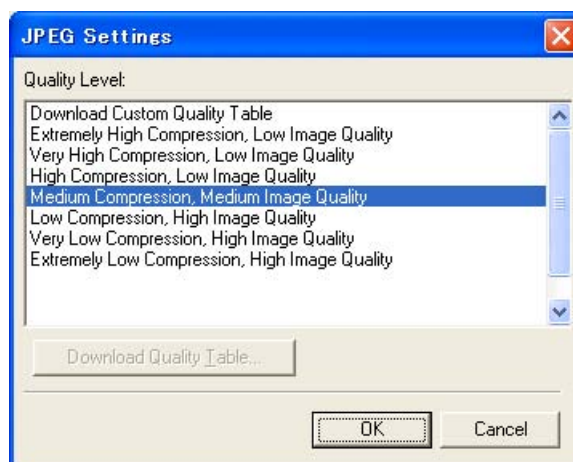 JPEG Settings
Quality Level:
Download Custom Quality Table
Extremely High Compression, Low Image Quality
Very High Compression, Low Image Quality
High Compression, Low Image Quality
Medium Compression, Medium Image Quality
Low Compression, High Image Quality
Very Low Compression, High Image Quality
Extremely Low Compression, High Image Quality
Download Quality Table...
OK
Cancel